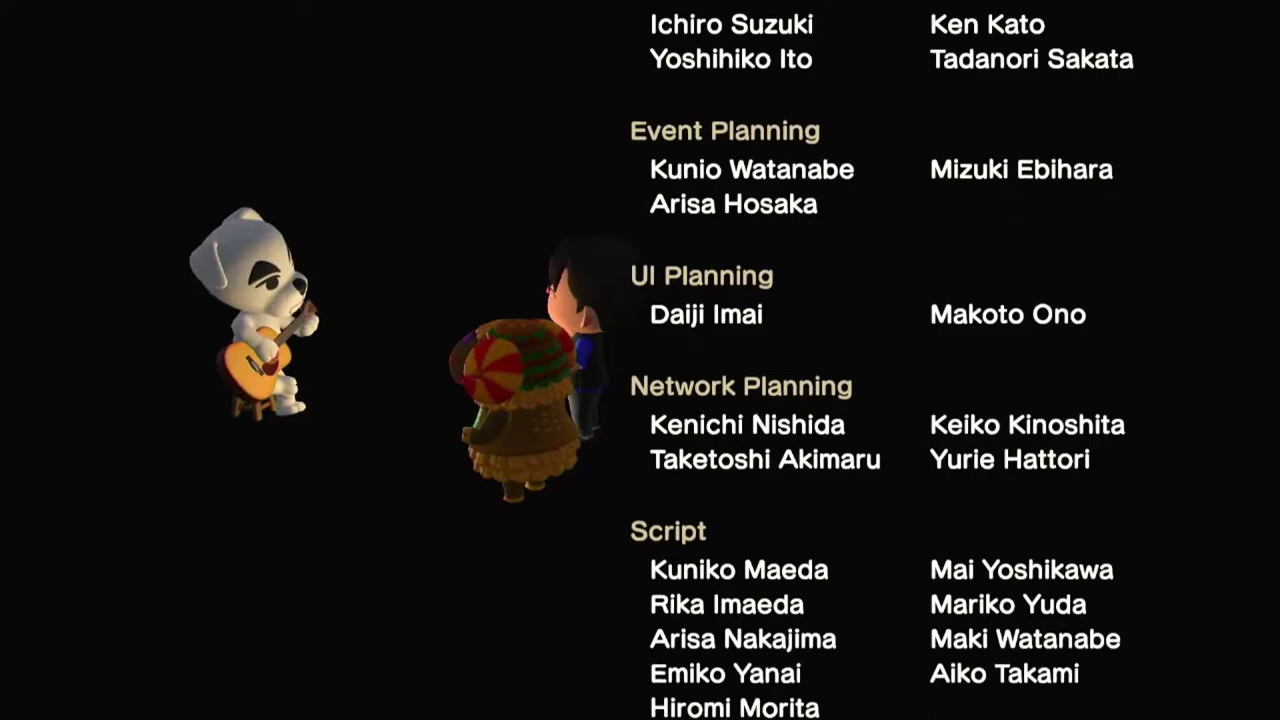 Ichiro Suzuki Ken Kato
Yoshihiko Ito Tadanori Sakata
Event Planning
Kunio Watanabe Mizuki Ebihara
Arisa Hosaka
UI Planning
Daiji Imai Makoto Ono
Network Planning
Kenichi Nishida Keiko Kinoshita
Taketoshi Akimaru Yurie Hattori
Script
Kuniko Maeda Mai Yoshikawa
Rika Imaeda Mariko Yuda
Arisa Nakajima Maki Watanabe
Emiko Yanai Aiko Takami
Hiromi Morita